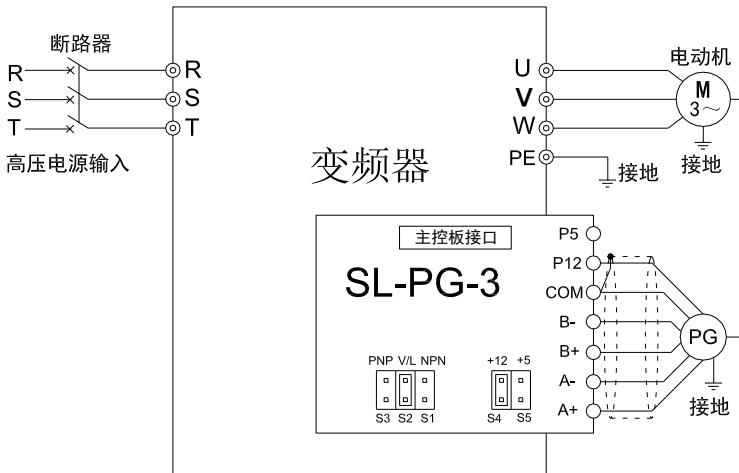 断路器
R
S
T
高压电源输入
R
S
T
变频器
U
V
W
PE
接地
电动机
M
3～
接地
主控板接口
SL-PG-3
P5
P12
COM
B-
B+
A-
A+
PNP V/L NPN
S3 S2 S1
+12 +5
S4 S5
PG
接地